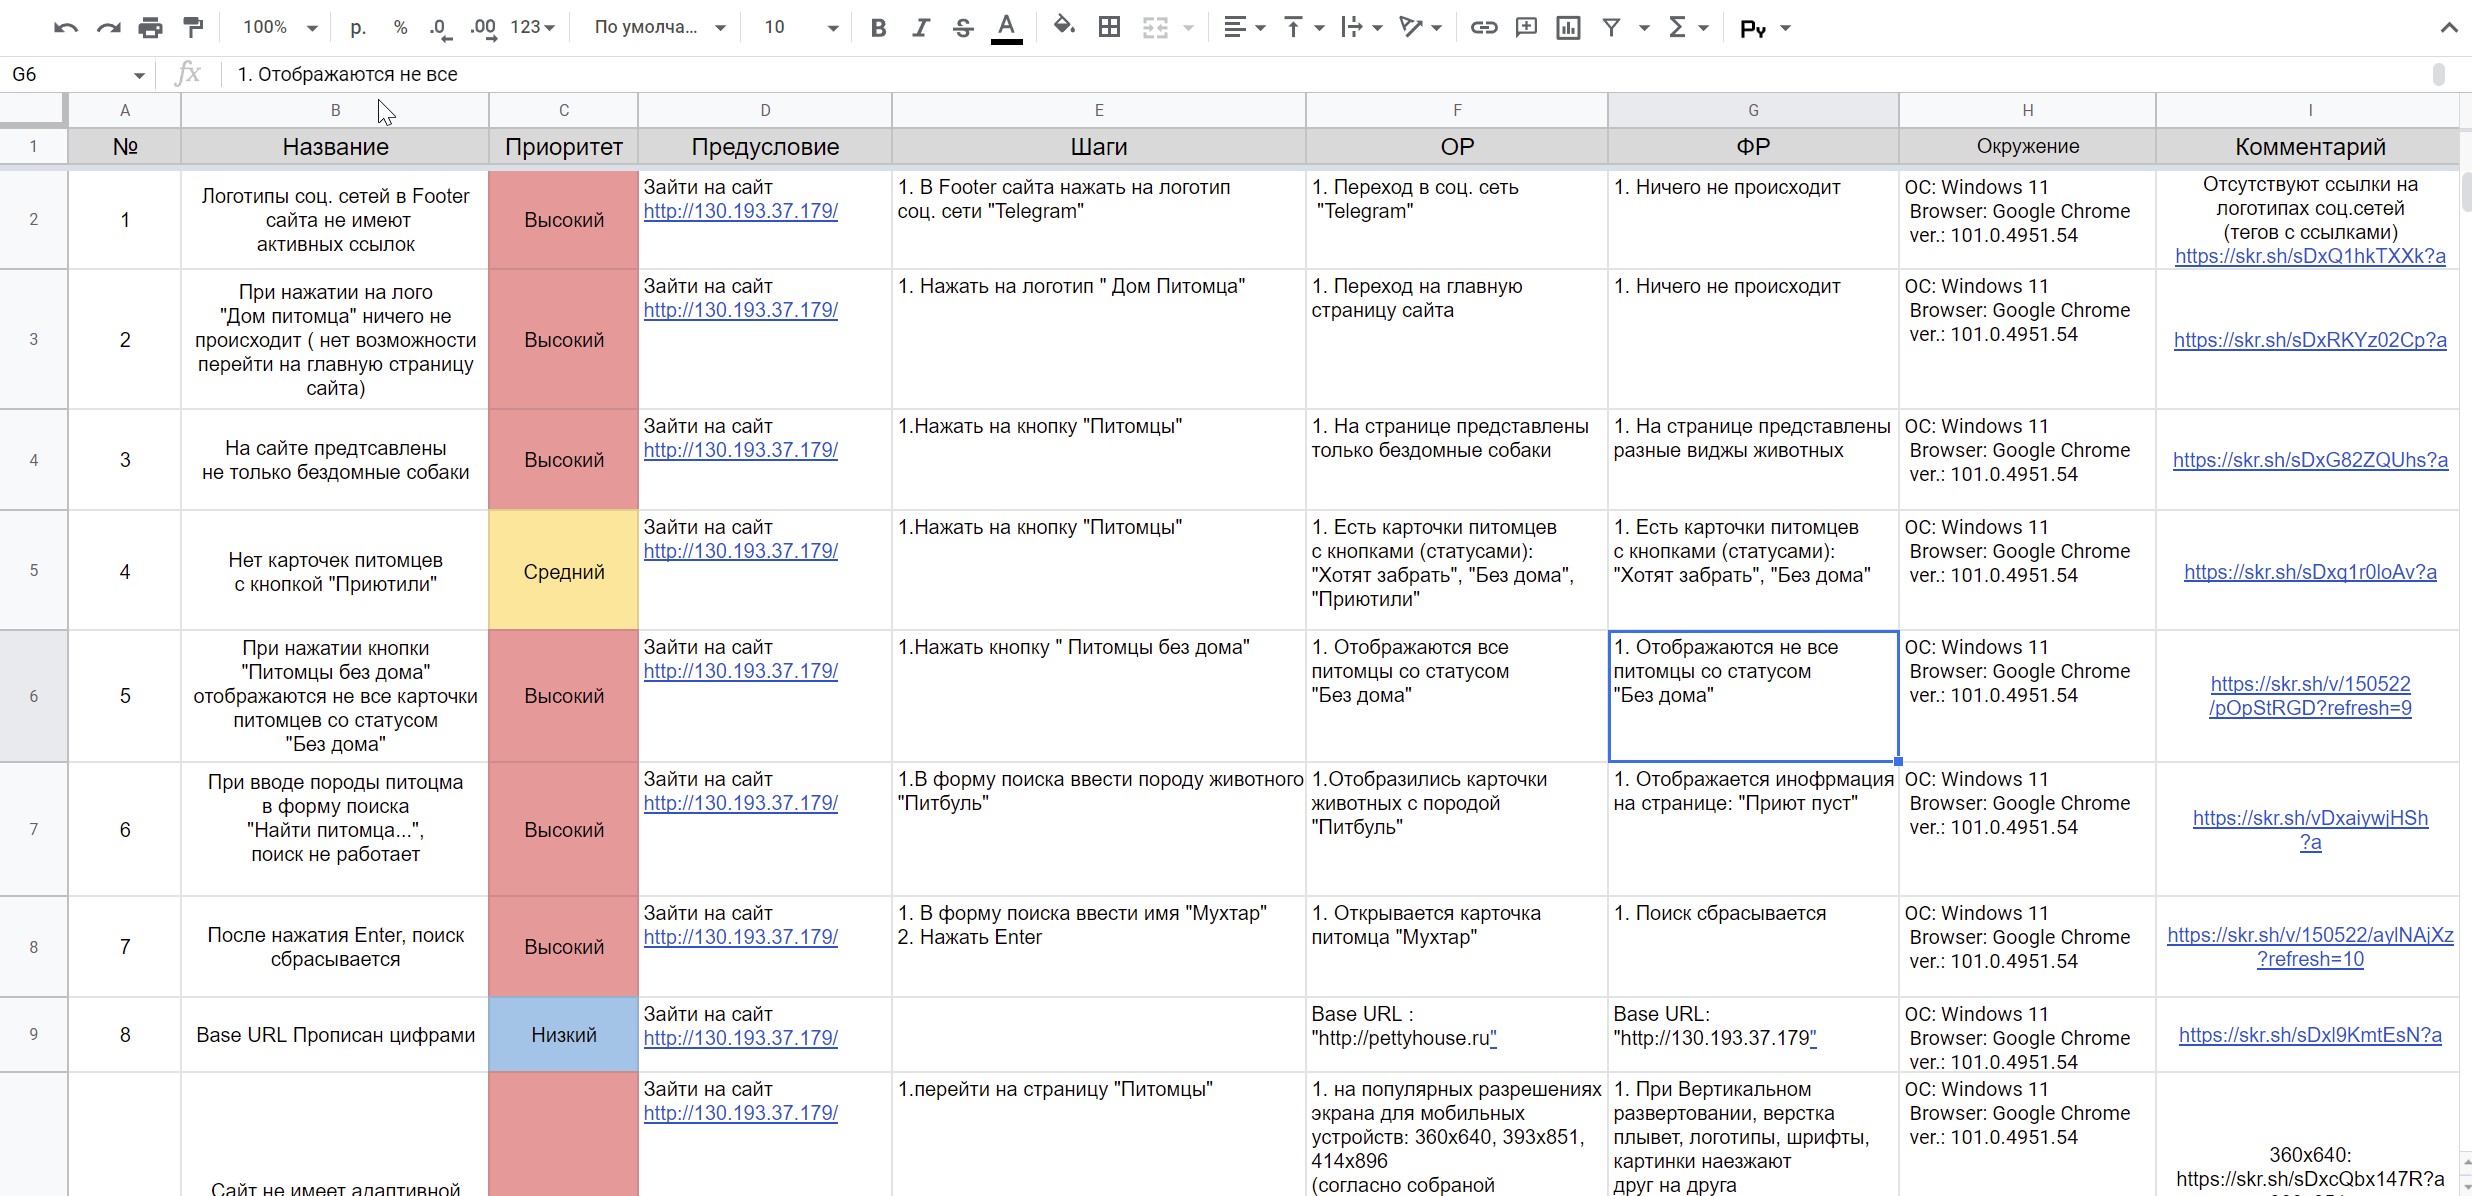 100% р. % .0 .00 123 По умолча... 10 B I S A Py
G6 fx 1. Отображаются не все
A B C D E F G H I
1 № Название Приоритет Предусловие Шаги ОР ФР Окружение Комментарий
2
1
Логотипы соц. сетей в Footer
сайта не имеют
активных ссылок
Высокий
Зайти на сайт
http://130.193.37.179/
1. В Footer сайта нажать на логотип
соц. сети "Telegram"
1. Переход в соц. сеть
"Telegram"
1. Ничего не происходит
ОС: Windows 11
Browser: Google Chrome
ver.: 101.0.4951.54
Отсутствуют ссылки на
логотипах соц.сетей
(тегов с ссылками)
https://skr.sh/sDxQ1hkTXXk?a
3
2
При нажатии на лого
"Дом питомца" ничего не
происходит ( нет возможности
перейти на главную страницу
сайта)
Высокий
Зайти на сайт
http://130.193.37.179/
1. Нажать на логотип " Дом Питомца"
1. Переход на главную
страницу сайта
1. Ничего не происходит
ОС: Windows 11
Browser: Google Chrome
ver.: 101.0.4951.54
https://skr.sh/sDxRKYz02Cp?a
4
3
На сайте предтсавлены
не только бездомные собаки
Высокий
Зайти на сайт
http://130.193.37.179/
1.Нажать на кнопку "Питомцы"
1. На странице представлены
только бездомные собаки
1. На странице представлены
разные виджы животных
ОС: Windows 11
Browser: Google Chrome
ver.: 101.0.4951.54
https://skr.sh/sDxG82ZQUhs?a
5
4
Нет карточек питомцев
с кнопкой "Приютили"
Средний
Зайти на сайт
http://130.193.37.179/
1.Нажать на кнопку "Питомцы"
1. Есть карточки питомцев
с кнопками (статусами):
"Хотят забрать", "Без дома",
"Приютили"
1. Есть карточки питомцев
с кнопками (статусами):
"Хотят забрать", "Без дома"
ОС: Windows 11
Browser: Google Chrome
ver.: 101.0.4951.54
https://skr.sh/sDxq1r0loAv?a
6
5
При нажатии кнопки
"Питомцы без дома"
отображаются не все карточки
питомцев со статусом
"Без дома"
Высокий
Зайти на сайт
http://130.193.37.179/
1.Нажать кнопку " Питомцы без дома"
1. Отображаются все
питомцы со статусом
"Без дома"
1. Отображаются не все
питомцы со статусом
"Без дома"
ОС: Windows 11
Browser: Google Chrome
ver.: 101.0.4951.54
https://skr.sh/v/150522
/pOpStRGD?refresh=9
7
6
При вводе породы питоцма
в форму поиска
"Найти питомца...",
поиск не работает
Высокий
Зайти на сайт
http://130.193.37.179/
1.В форму поиска ввести породу животного
"Питбуль"
1.Отобразились карточки
животных с породой
"Питбуль"
1. Отображается инофрмация
на странице: "Приют пуст"
ОС: Windows 11
Browser: Google Chrome
ver.: 101.0.4951.54
https://skr.sh/vDxaiywjHSh
?a
8
7
После нажатия Enter, поиск
сбрасывается
Высокий
Зайти на сайт
http://130.193.37.179/
1. В форму поиска ввести имя "Мухтар"
2. Нажать Enter
1. Открывается карточка
питомца "Мухтар"
1. Поиск сбрасывается
ОС: Windows 11
Browser: Google Chrome
ver.: 101.0.4951.54
https://skr.sh/v/150522/aylNAjXz
?refresh=10
9
8
Base URL Прописан цифрами
Низкий
Зайти на сайт
http://130.193.37.179/
Base URL :
"http://pettyhouse.ru"
Base URL:
"http://130.193.37.179"
ОС: Windows 11
Browser: Google Chrome
ver.: 101.0.4951.54
https://skr.sh/sDxl9KmtEsN?a
Сайт не имеет адаптивной
Зайти на сайт
http://130.193.37.179/
1.перейти на страницу "Питомцы"
1. на популярных разрешениях
экрана для мобильных
устройств: 360x640, 393x851,
414x896
(согласно собраной
1. При Вертикальном
развертовании, верстка
плывет, логотипы, шрифты,
картинки наезжают
друг на друга
ОС: Windows 11
Browser: Google Chrome
ver.: 101.0.4951.54
360x640:
https://skr.sh/sDxcQbx147R?a